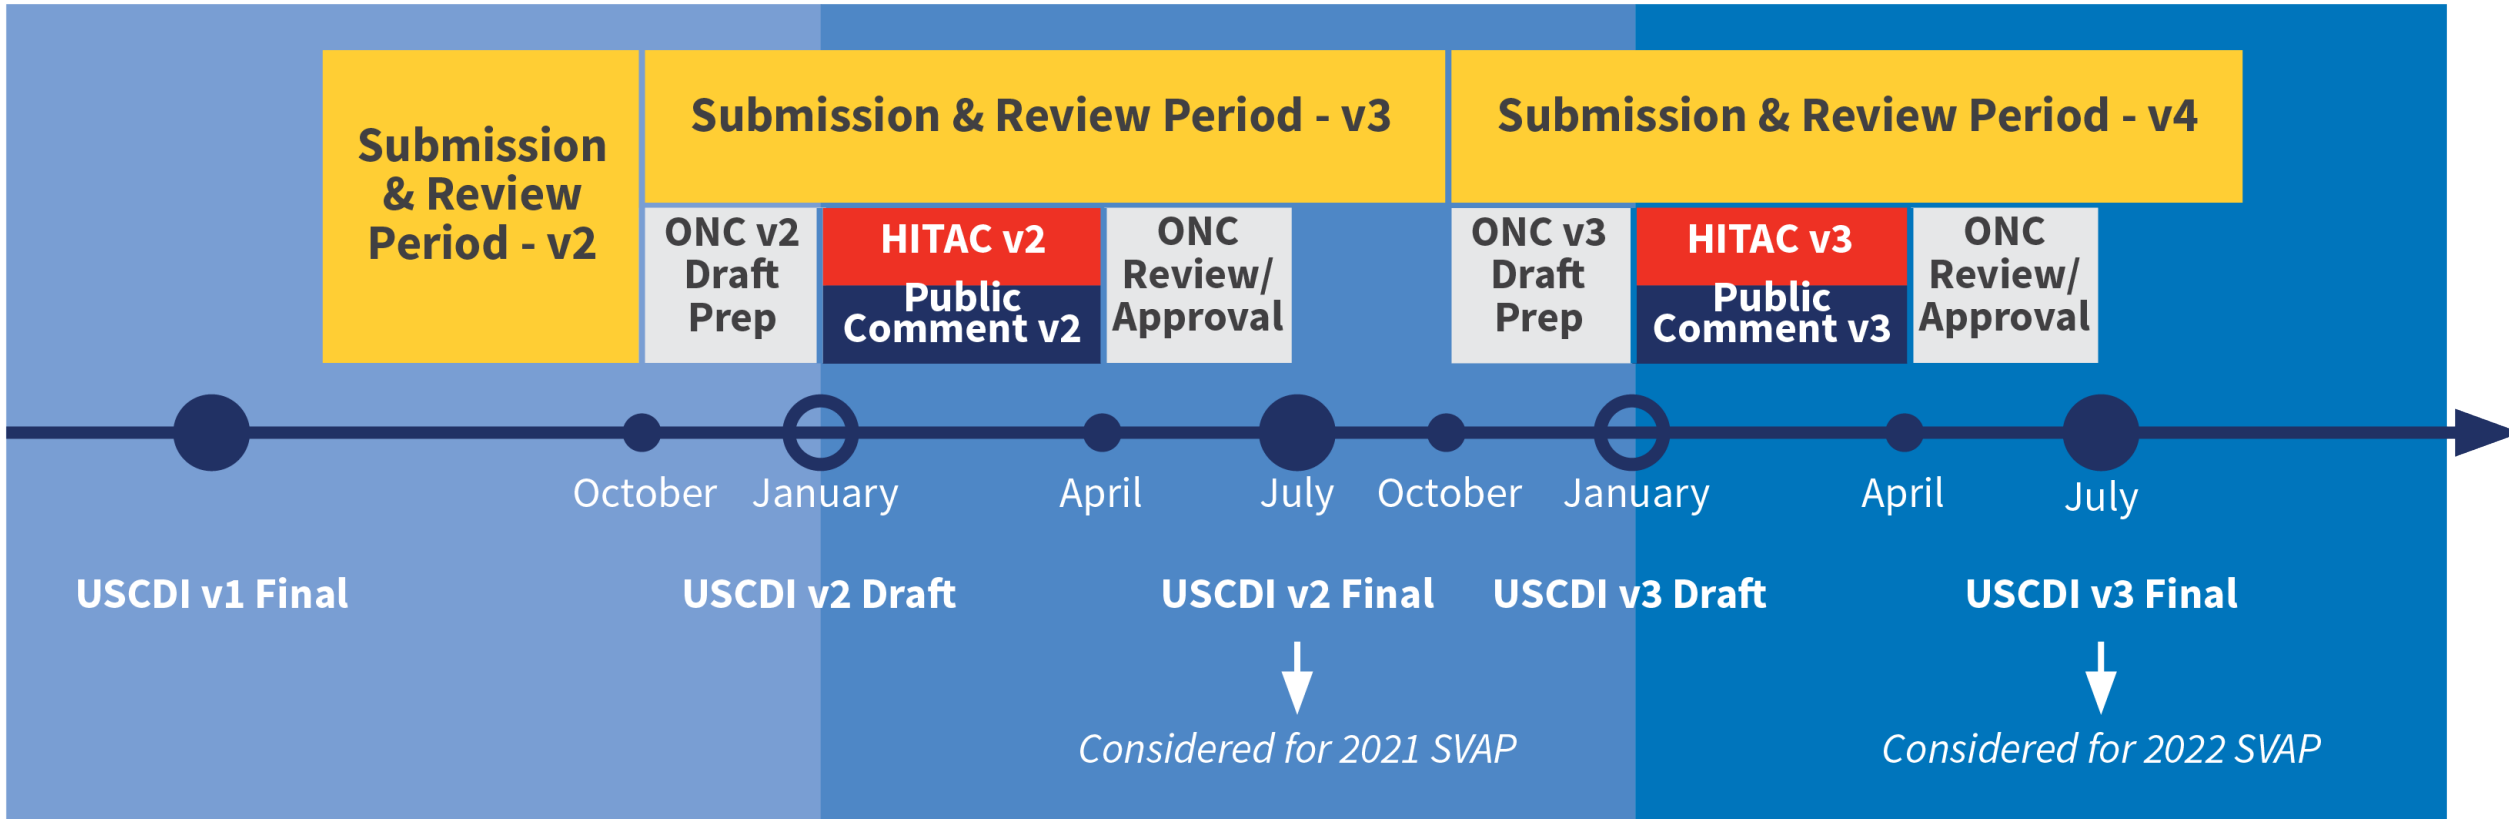 Submission
& Review
Period - v2
Submission & Review Period - v3
Submission & Review Period - v4
ONC v2
Draft
Prep
HITAC v2
Public
Comment v2
ONC
Review/
Approval
ONC v3
Draft
Prep
HITAC v3
Public
Comment v3
ONC
Review/
Approval
October
January
April
July
October
January
April
July
USCDI v1 Final
USCDI v2 Draft
USCDI v2 Final
USCDI v3 Draft
USCDI v3 Final
Considered for 2021 SVAP
Considered for 2022 SVAP